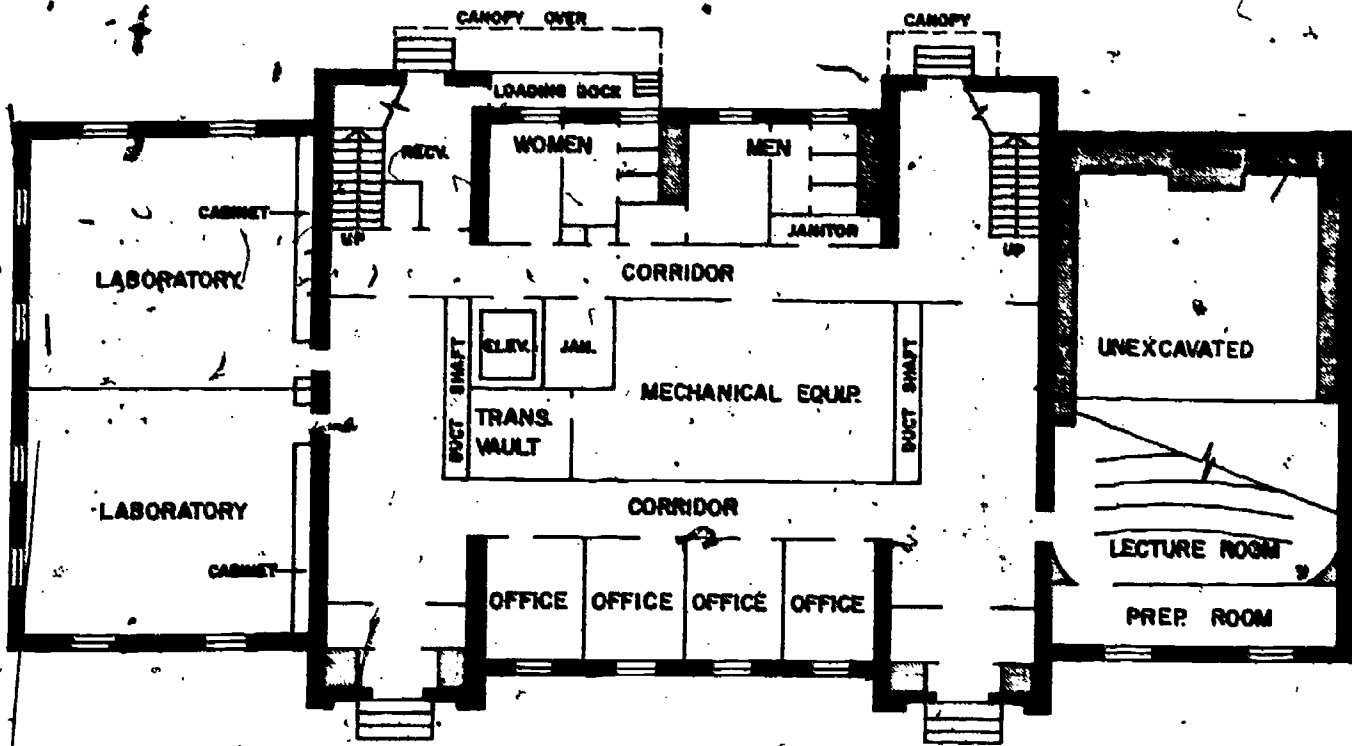 CANOPY OVER
CANOPY
LOADING DOCK
WOMEN
MEN
RECV.
CABINET
UP
JANITOR
UP
LABORATORY
CORRIDOR
DUCT SHAFT
ELEV.
JAN.
DUCT SHAFT
UNEXCAVATED
MECHANICAL EQUIP.
TRANS.
VAULT
LABORATORY
CORRIDOR
LECTURE ROOM
CABINET
OFFICE
OFFICE
OFFICE
OFFICE
PREP. ROOM